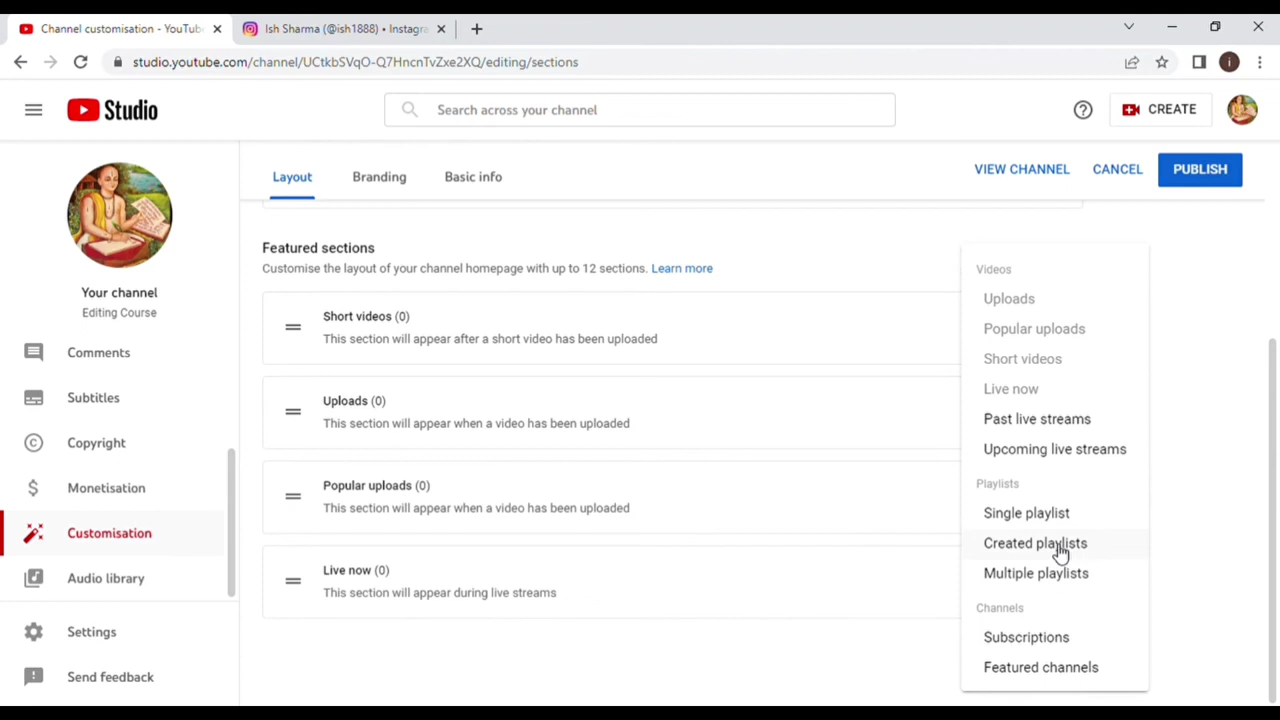 Channel customisation - YouTub
Ish Sharma (@ish1888) • Instagra
studio.youtube.com/channel/UCtkbSVqO-Q7HncnTvZxe2XQ/editing/sections
i
Studio
Search across your channel
CREATE
Your channel
Editing Course
Comments
Subtitles
Copyright
Monetisation
Customisation
Audio library
Settings
Send feedback
Layout
Branding
Basic info
VIEW CHANNEL
CANCEL
PUBLISH
Featured sections
Customise the layout of your channel homepage with up to 12 sections. Learn more
Short videos (0)
This section will appear after a short video has been uploaded
Uploads (0)
This section will appear when a video has been uploaded
Popular uploads (0)
This section will appear when a video has been uploaded
Live now (0)
This section will appear during live streams
Videos
Uploads
Popular uploads
Short videos
Live now
Past live streams
Upcoming live streams
Playlists
Single playlist
Created playlists
Multiple playlists
Channels
Subscriptions
Featured channels